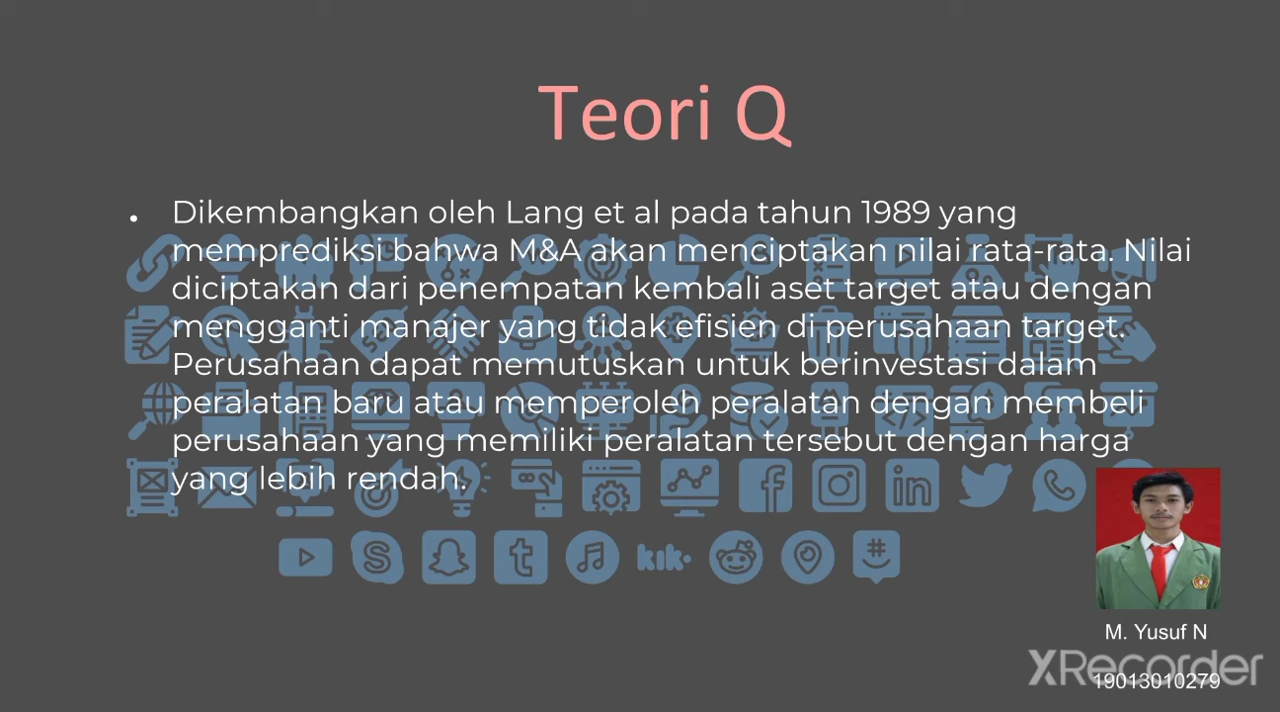 Teori Q
• Dikembangkan oleh Lang et al pada tahun 1989 yang
memprediksi bahwa M&A akan menciptakan nilai rata-rata. Nilai
diciptakan dari penempatan kembali aset target atau dengan
mengganti manajer yang tidak efisien di perusahaan target.
Perusahaan dapat memutuskan untuk berinvestasi dalam
peralatan baru atau memperoleh peralatan dengan membeli
perusahaan yang memiliki peralatan tersebut dengan harga
yang lebih rendah.
kik
M. Yusuf N
XRecorder
19013010279